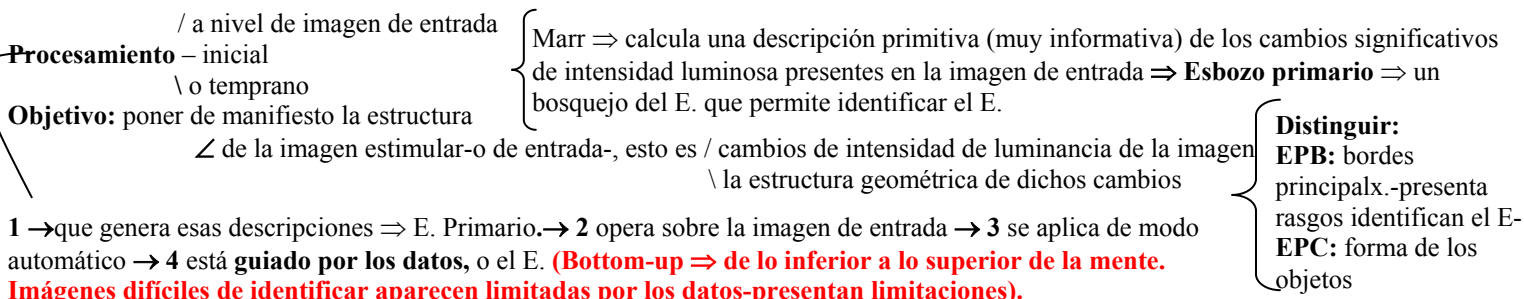 / a nivel de imagen de entrada
Procesamiento – inicial
\ o temprano
Objetivo: poner de manifiesto la estructura
∠ de la imagen estimular-o de entrada-, esto es / cambios de intensidad de luminancia de la imagen
\ la estructura geométrica de dichos cambios
Marr ⇒ calcula una descripción primitiva (muy informativa) de los cambios significativos
de intensidad luminosa presentes en la imagen de entrada ⇒ Esbozo primario ⇒ un
bosquejo del E. que permite identificar el E.
Distinguir:
EPB: bordes
principalx.-presenta
rasgos identifican el E-
EPC: forma de los
objetos
1 →que genera esas descripciones ⇒ E. Primario.→ 2 opera sobre la imagen de entrada → 3 se aplica de modo
automático → 4 está guiado por los datos, o el E. (Bottom-up ⇒ de lo inferior a lo superior de la mente.
Imágenes difíciles de identificar aparecen limitadas por los datos-presentan limitaciones).